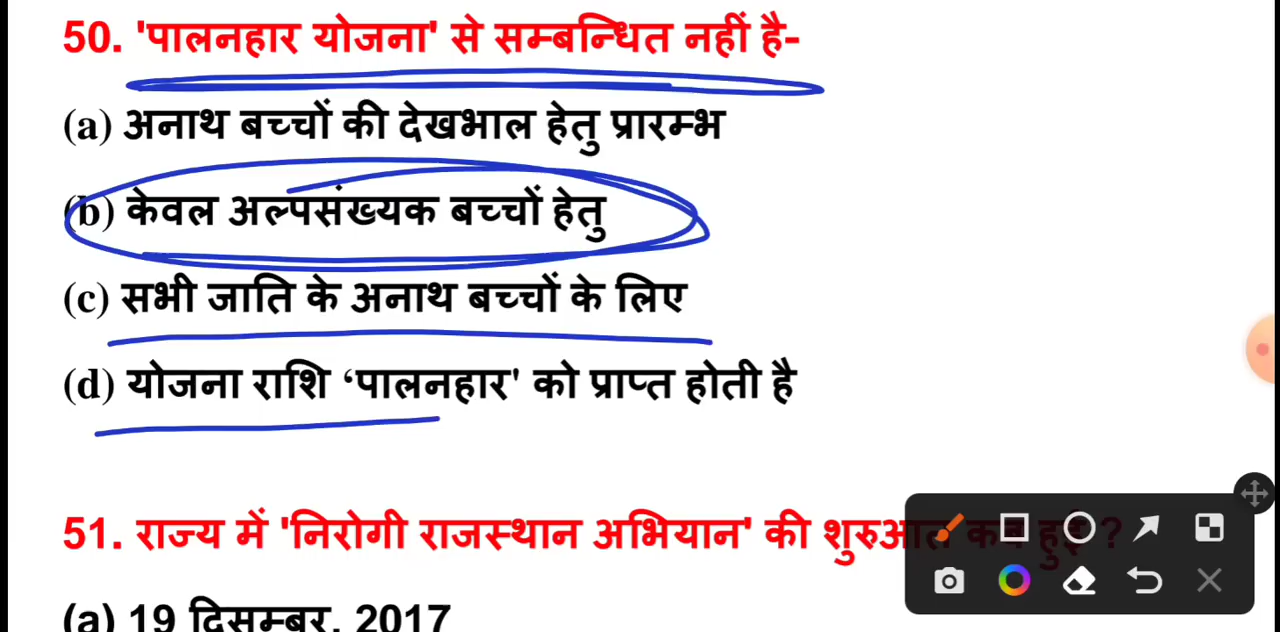 50. 'पालनहार योजना' से सम्बन्धित नहीं है-
(a) अनाथ बच्चों की देखभाल हेतु प्रारम्भ
(b) केवल अल्पसंख्यक बच्चों हेतु
(c) सभी जाति के अनाथ बच्चों के लिए
(d) योजना राशि ‘पालनहार' को प्राप्त होती है
51. राज्य में 'निरोगी राजस्थान अभियान' की शुरुआत कब हुई ?
(a) 19 दिसम्बर, 2017